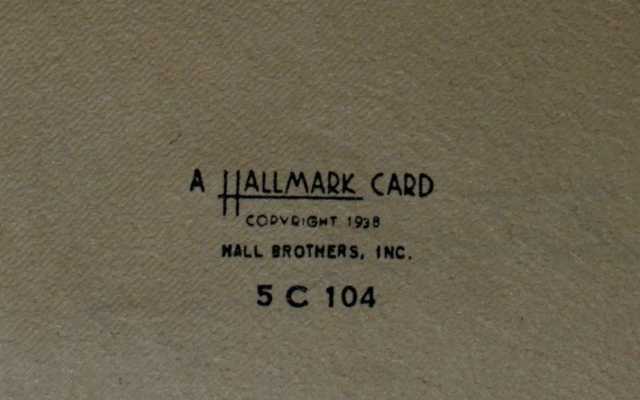 A HALLMARK CARD
COPYRIGHT 1938
HALL BROTHERS, INC.
5 C 104